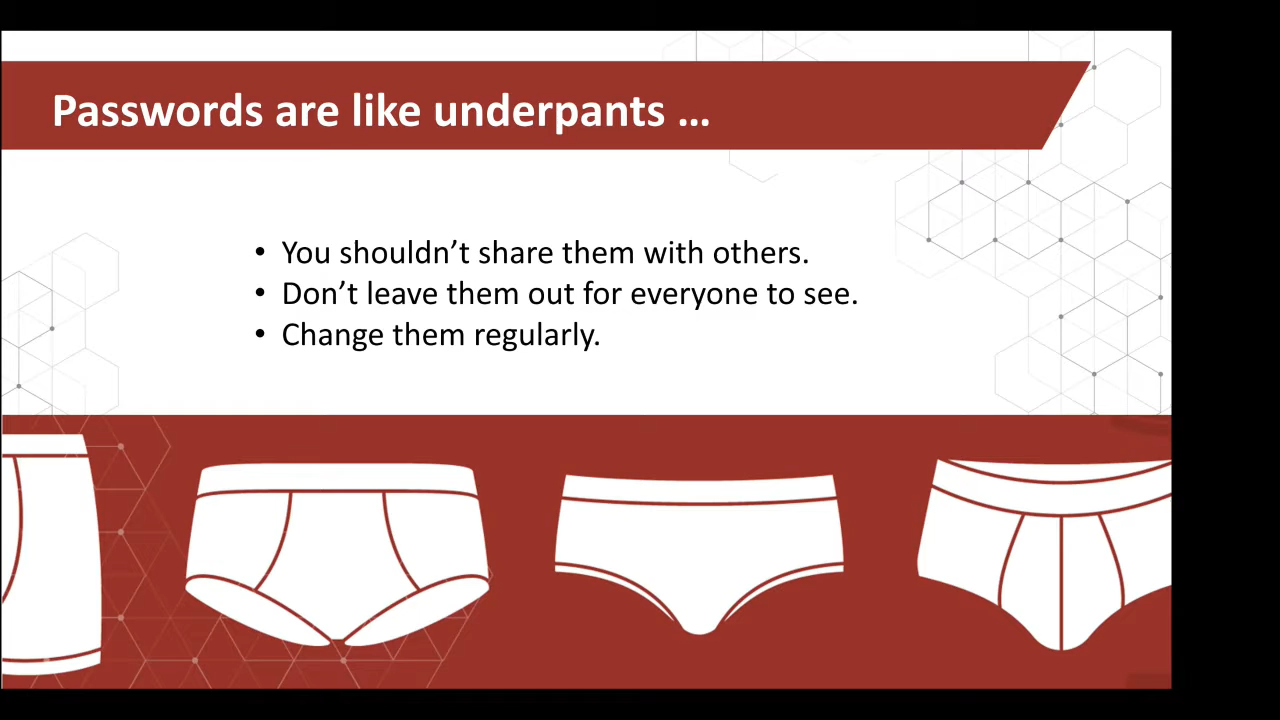 Passwords are like underpants ...
• You shouldn’t share them with others.
• Don’t leave them out for everyone to see.
• Change them regularly.